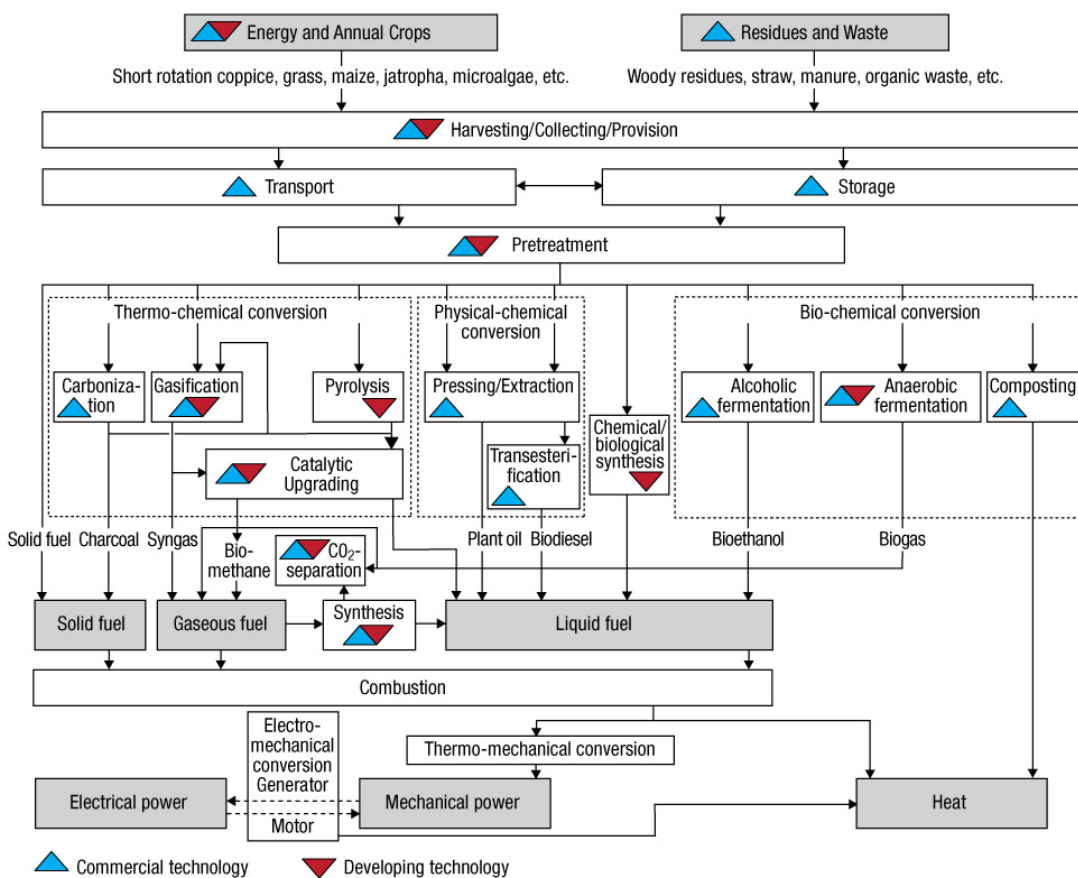 Energy and Annual Crops
Residues and Waste
Short rotation coppice, grass, maize, jatropha, microalgae, etc.
Woody residues, straw, manure, organic waste, etc.
Harvesting/Collecting/Provision
Transport
Storage
Pretreatment
Thermo-chemical conversion
Physical-chemical
conversion
Bio-chemical conversion
Carboniza-
tion
Gasification
Pyrolysis
Pressing/Extraction
Alcoholic
fermentation
Anaerobic
fermentation
Composting
Chemical/
biological
synthesis
Catalytic
Upgrading
Transesteri-
fication
Solid fuel
Charcoal
Syngas
Bio-
methane
CO₂-
separation
Plant oil
Biodiesel
Bioethanol
Biogas
Solid fuel
Gaseous fuel
Synthesis
Liquid fuel
Combustion
Electro-
mechanical
conversion
Generator
Thermo-mechanical conversion
Electrical power
Mechanical power
Heat
Motor
Commercial technology
Developing technology